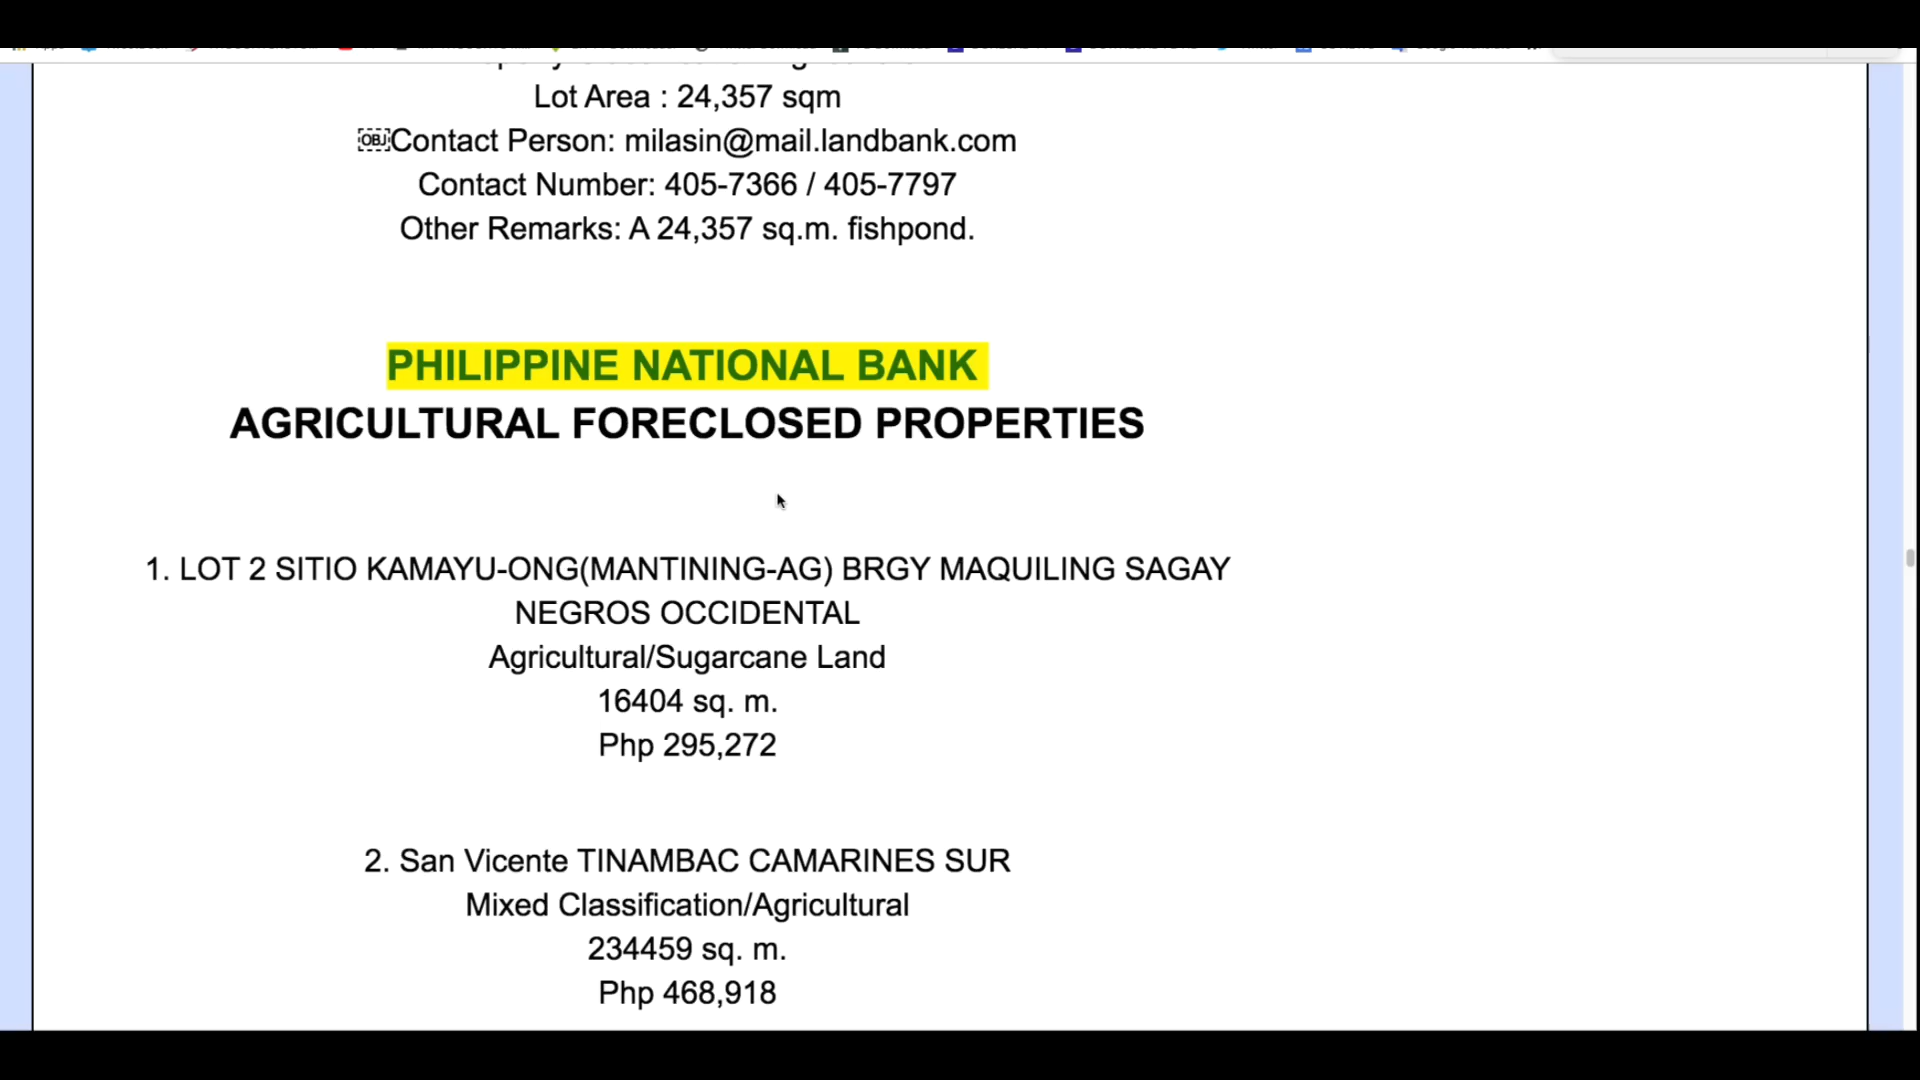 Lot Area : 24,357 sqm
Contact Person: milasin@mail.landbank.com
Contact Number: 405-7366 / 405-7797
Other Remarks: A 24,357 sq.m. fishpond.
PHILIPPINE NATIONAL BANK
AGRICULTURAL FORECLOSED PROPERTIES
1. LOT 2 SITIO KAMAYU-ONG(MANTINING-AG) BRGY MAQUILING SAGAY
NEGROS OCCIDENTAL
Agricultural/Sugarcane Land
16404 sq. m.
Php 295,272
2. San Vicente TINAMBAC CAMARINES SUR
Mixed Classification/Agricultural
234459 sq. m.
Php 468,918